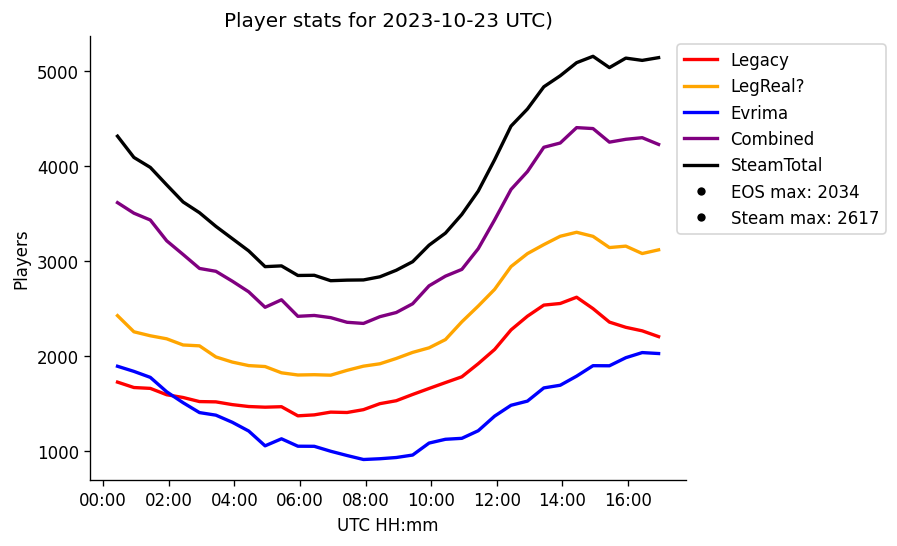 Player stats for 2023-10-23 UTC)
Players
5000
4000
3000
2000
1000
00:00 02:00 04:00 06:00 08:00 10:00 12:00 14:00 16:00
UTC HH:mm
Legacy
LegReal?
Evrima
Combined
SteamTotal
EOS max: 2034
Steam max: 2617